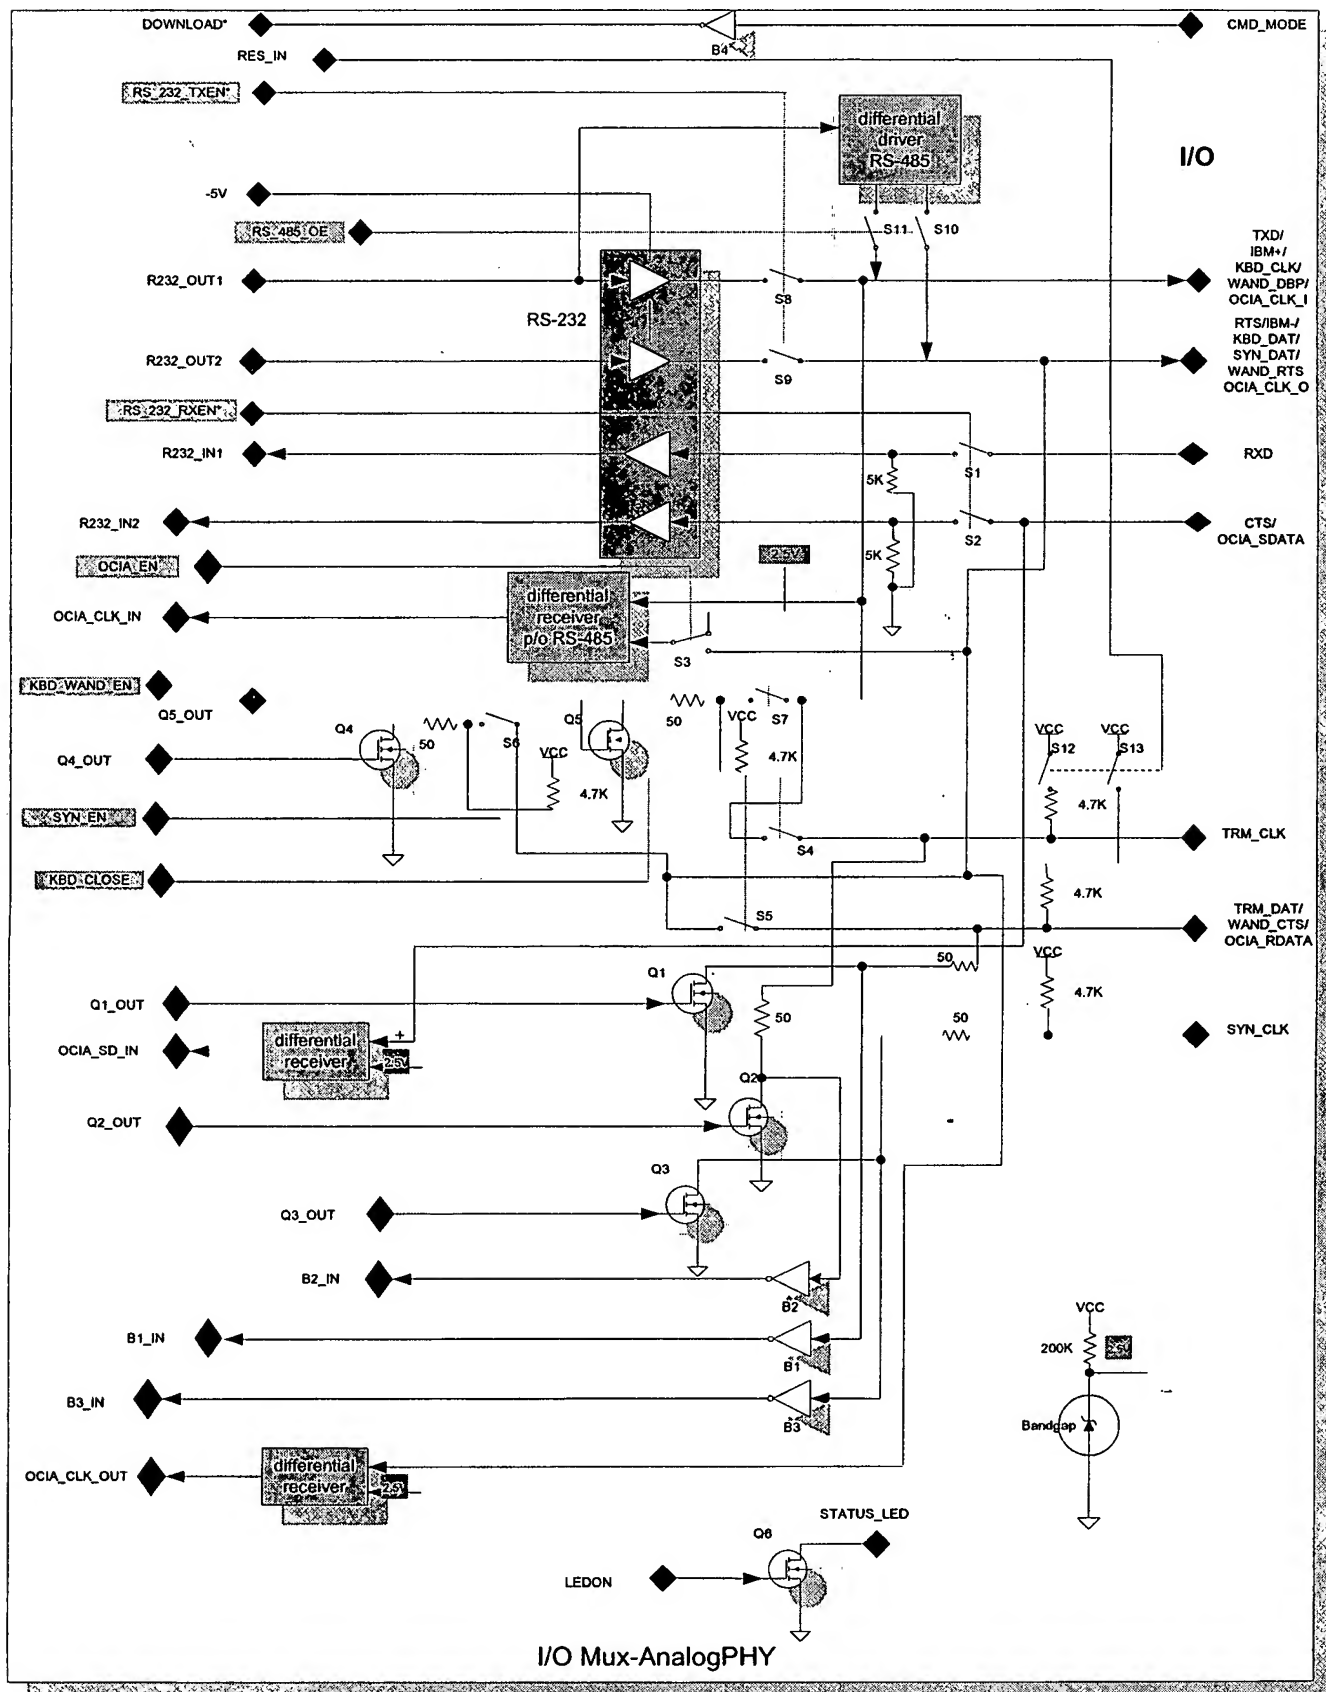 DOWNLOAD*
B4
CMD_MODE
RES_IN
RS_232_TXEN*
differential
driver
RS-485
I/O
-5V
RS_485_OE
S11
S10
TXD/
IBM+/
KBD_CLK/
WAND_DBP/
OCIA_CLK_I
R232_OUT1
RS-232
S8
RTS/IBM-/
KBD_DAT/
SYN_DAT/
WAND_RTS
OCIA_CLK_O
R232_OUT2
S9
RS_232_RXEN*
R232_IN1
S1
RXD
5K
R232_IN2
S2
CTS/
OCIA_SDATA
OCIA_EN
2.5V
5K
differential
receiver
p/o RS-485
OCIA_CLK_IN
S3
KBD_WAND_EN
Q5_OUT
Q4
50
S6
Q5
50
VCC
S7
Q4_OUT
VCC
4.7K
4.7K
VCC
S12
VCC
S13
4.7K
SYN_EN
S4
TRM_CLK
KBD_CLOSE
4.7K
S5
TRM_DAT/
WAND_CTS/
OCIA_RDATA
50
VCC
Q1
4.7K
Q1_OUT
50
50
differential
receiver
+
2.5V
OCIA_SD_IN
SYN_CLK
Q2
Q2_OUT
Q3
Q3_OUT
B2_IN
B2
B1_IN
B1
VCC
200K
2.5V
B3_IN
B3
Bandgap
differential
receiver
2.5V
OCIA_CLK_OUT
STATUS_LED
Q6
LEDON
I/O Mux-AnalogPHY